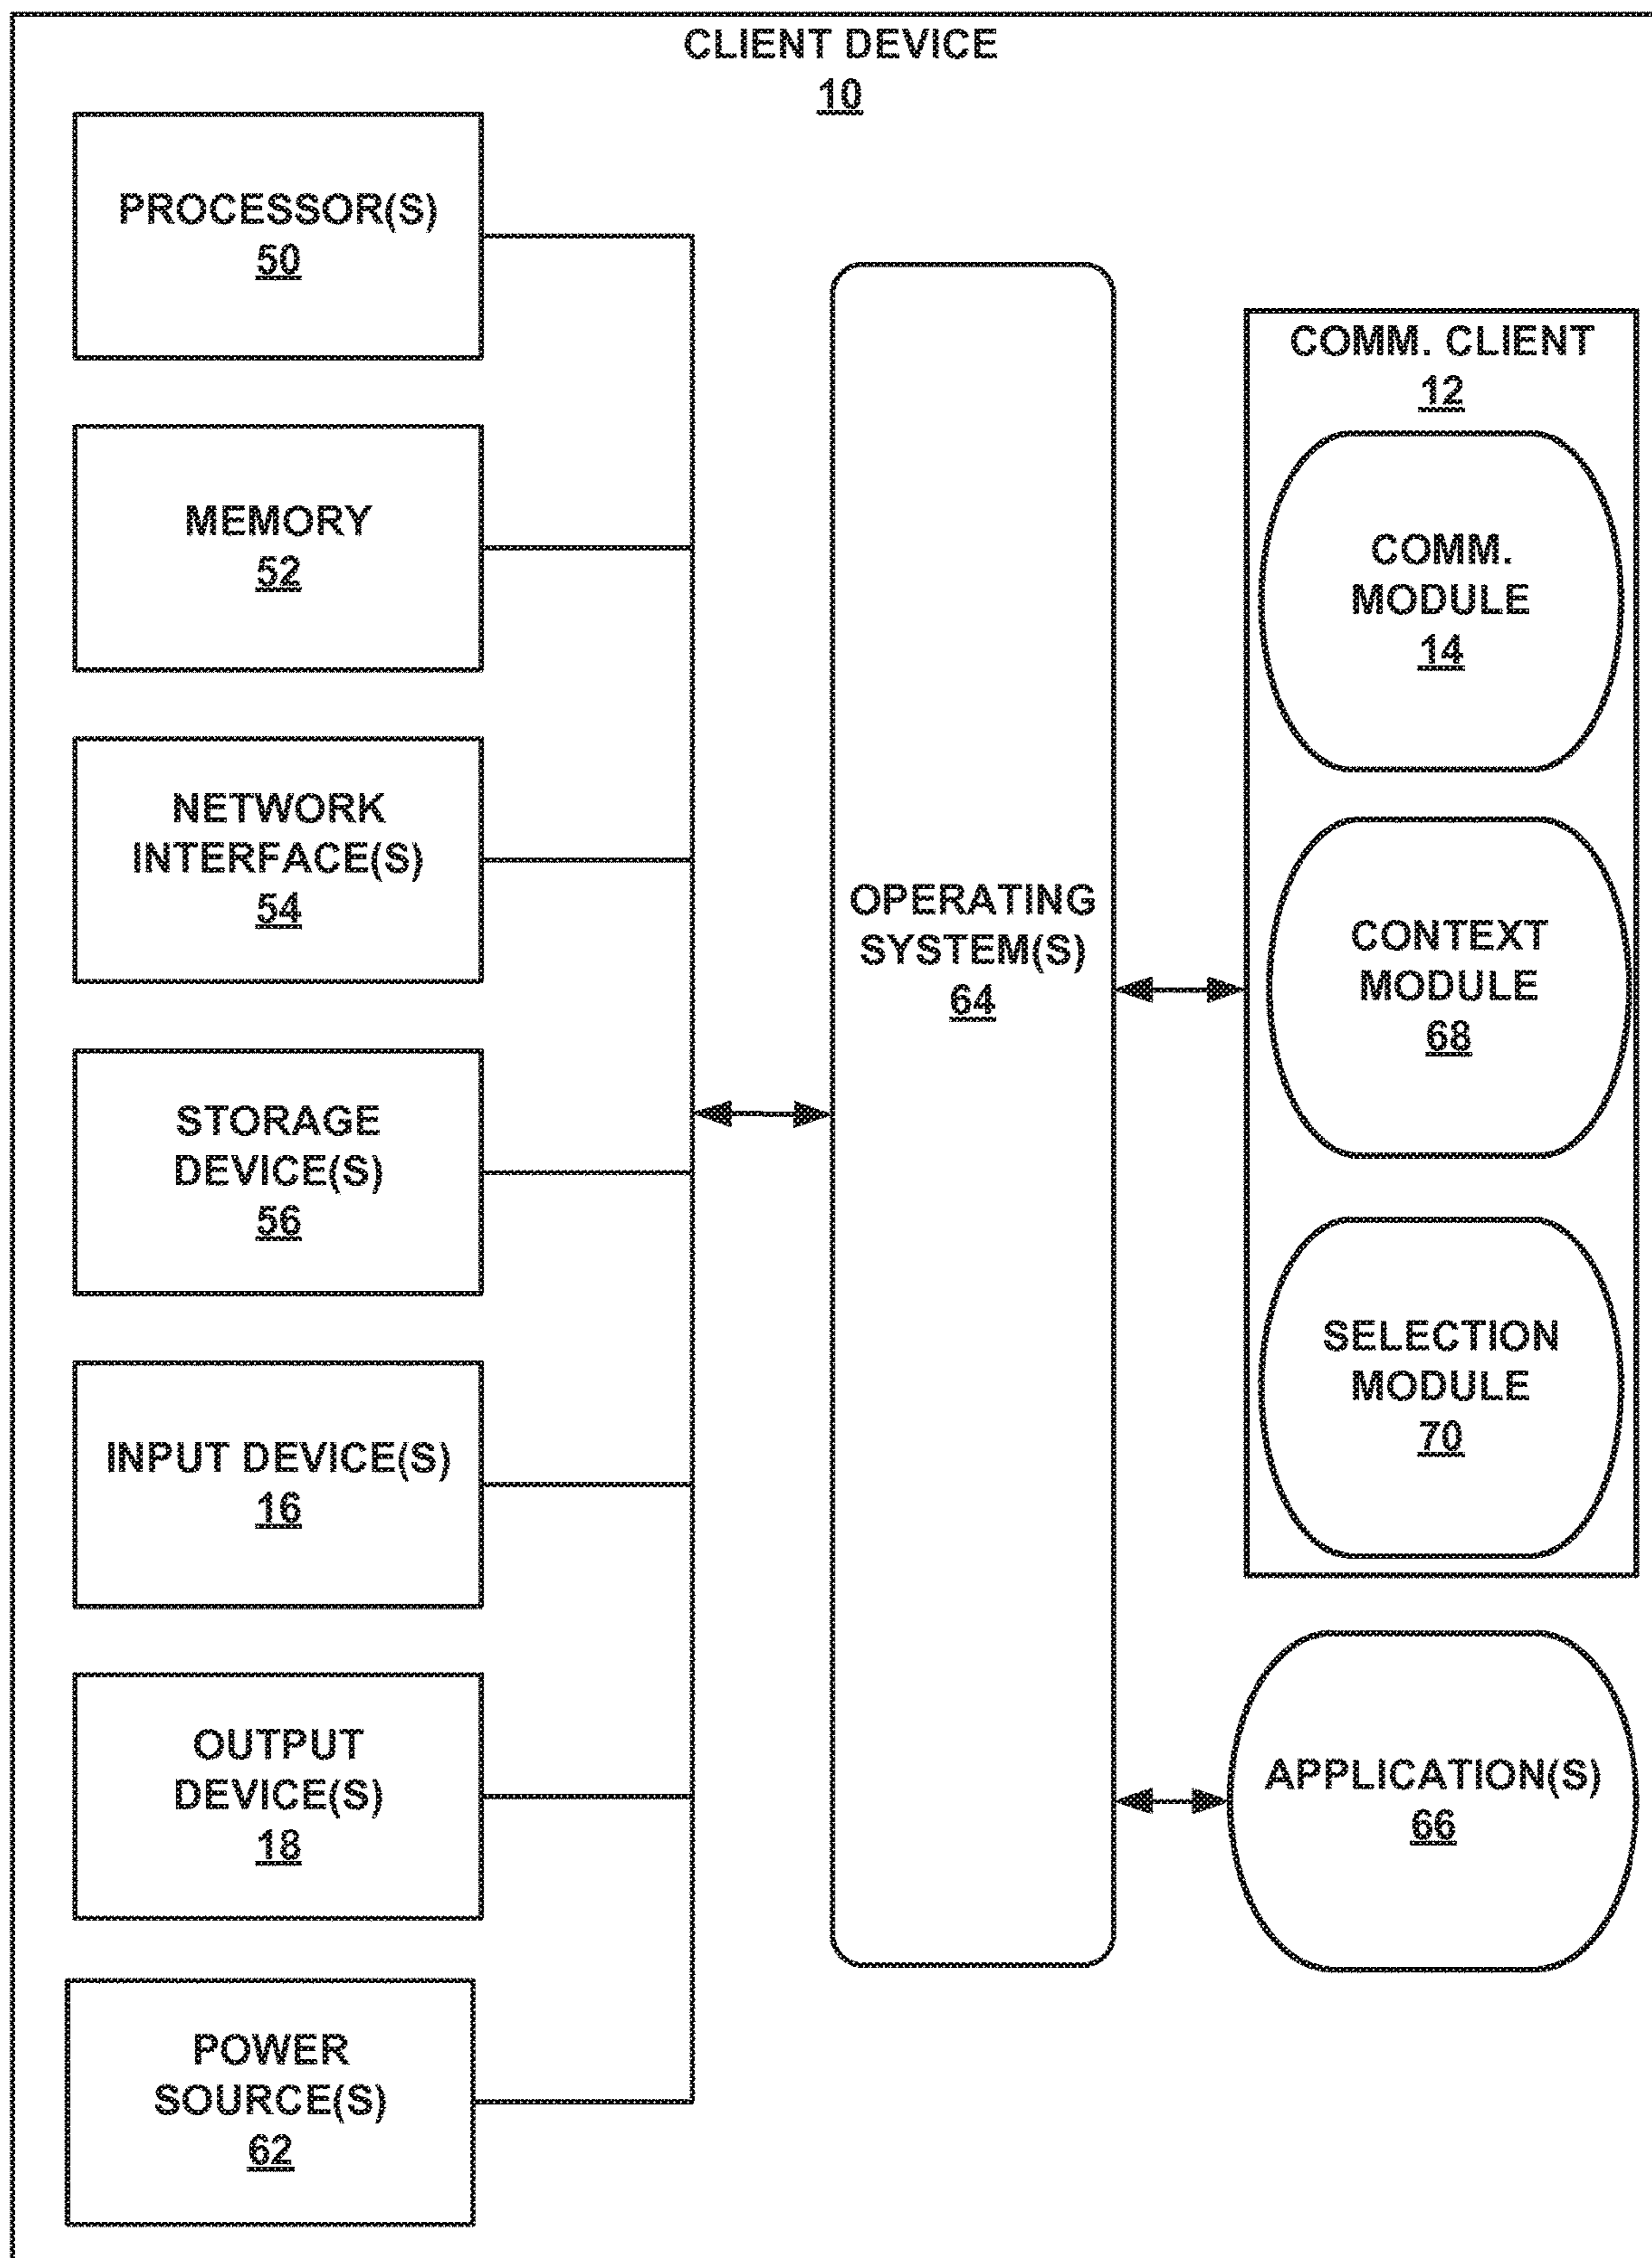 CLIENT DEVICE
10
PROCESSOR(S)
50
MEMORY
52
NETWORK
INTERFACE(S)
54
STORAGE
DEVICE(S)
56
INPUT DEVICE(S)
16
OUTPUT
DEVICE(S)
18
POWER
SOURCE(S)
62
OPERATING
SYSTEM(S)
64
COMM. CLIENT
12
COMM.
MODULE
14
CONTEXT
MODULE
68
SELECTION
MODULE
70
APPLICATION(S)
66